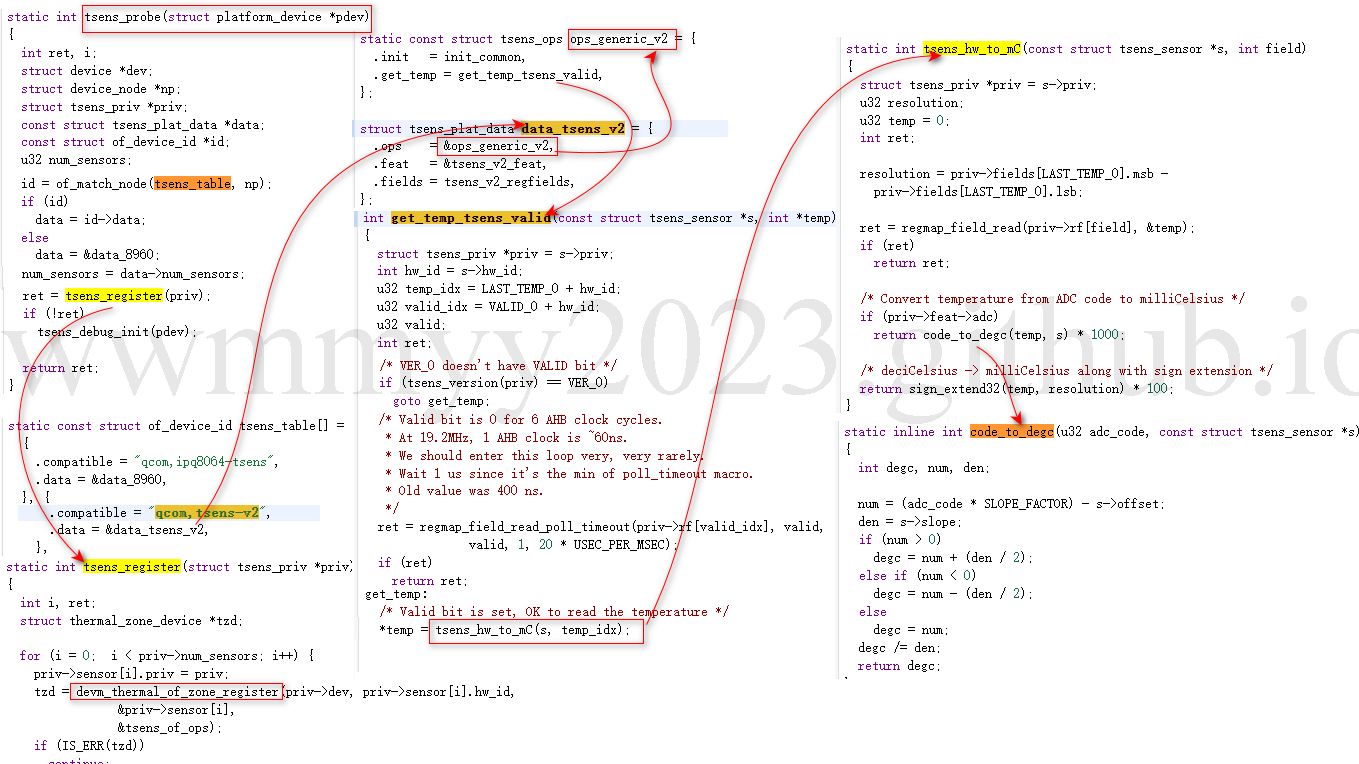 static int tsens_probe(struct platform_device *pdev)
{
int ret, i;
struct device *dev;
struct device_node *np;
struct tsens_priv *priv;
const struct tsens_plat_data *data;
const struct of_device_id *id;
u32 num_sensors;
id = of_match_node(tsens_table, np);
if (id)
data = id->data;
else
data = &data_8960;
num_sensors = data->num_sensors;
ret = tsens_register(priv);
if (!ret)
tsens_debug_init(pdev);
return ret;
}
static const struct of_device_id tsens_table[] =
{
.compatible = "qcom,ipq8064-tsens",
.data = &data_8960,
}, {
.compatible = "qcom,tsens-v2",
.data = &data_tsens_v2,
},
static int tsens_register(struct tsens_priv *priv)
{
int i, ret;
struct thermal_zone_device *tzd;
for (i = 0;  i < priv->num_sensors; i++) {
priv->sensor[i].priv = priv;
tzd = devm_thermal_of_zone_register(priv->dev, priv->sensor[i].hw_id,
&priv->sensor[i],
&tsens_of_ops);
if (IS_ERR(tzd))
continue;
static const struct tsens_ops ops_generic_v2 = {
.init   = init_common,
.get_temp = get_temp_tsens_valid,
};
struct tsens_plat_data data_tsens_v2 = {
.ops    = &ops_generic_v2,
.feat   = &tsens_v2_feat,
.fields = tsens_v2_regfields,
};
int get_temp_tsens_valid(const struct tsens_sensor *s, int *temp)
{
struct tsens_priv *priv = s->priv;
int hw_id = s->hw_id;
u32 temp_idx = LAST_TEMP_0 + hw_id;
u32 valid_idx = VALID_0 + hw_id;
u32 valid;
int ret;
/* VER_0 doesn't have VALID bit */
if (tsens_version(priv) == VER_0)
goto get_temp;
/* Valid bit is 0 for 6 AHB clock cycles.
* At 19.2MHz, 1 AHB clock is ~60ns.
* We should enter this loop very, very rarely.
* Wait 1 us since it's the min of poll_timeout macro.
* Old value was 400 ns.
*/
ret = regmap_field_read_poll_timeout(priv->rf[valid_idx], valid,
valid, 1, 20 * USEC_PER_MSEC);
if (ret)
return ret;
get_temp:
/* Valid bit is set, OK to read the temperature */
*temp = tsens_hw_to_mC(s, temp_idx);
static int tsens_hw_to_mC(const struct tsens_sensor *s, int field)
{
struct tsens_priv *priv = s->priv;
u32 resolution;
u32 temp = 0;
int ret;
resolution = priv->fields[LAST_TEMP_0].msb -
priv->fields[LAST_TEMP_0].lsb;
ret = regmap_field_read(priv->rf[field], &temp);
if (ret)
return ret;
/* Convert temperature from ADC code to milliCelsius */
if (priv->feat->adc)
return code_to_degc(temp, s) * 1000;
/* deciCelsius -> milliCelsius along with sign extension */
return sign_extend32(temp, resolution) * 100;
}
static inline int code_to_degc(u32 adc_code, const struct tsens_sensor *s)
{
int degc, num, den;
num = (adc_code * SLOPE_FACTOR) - s->offset;
den = s->slope;
if (num > 0)
degc = num + (den / 2);
else if (num < 0)
degc = num - (den / 2);
else
degc = num;
degc /= den;
return degc;
wwmmyy2023.github.io